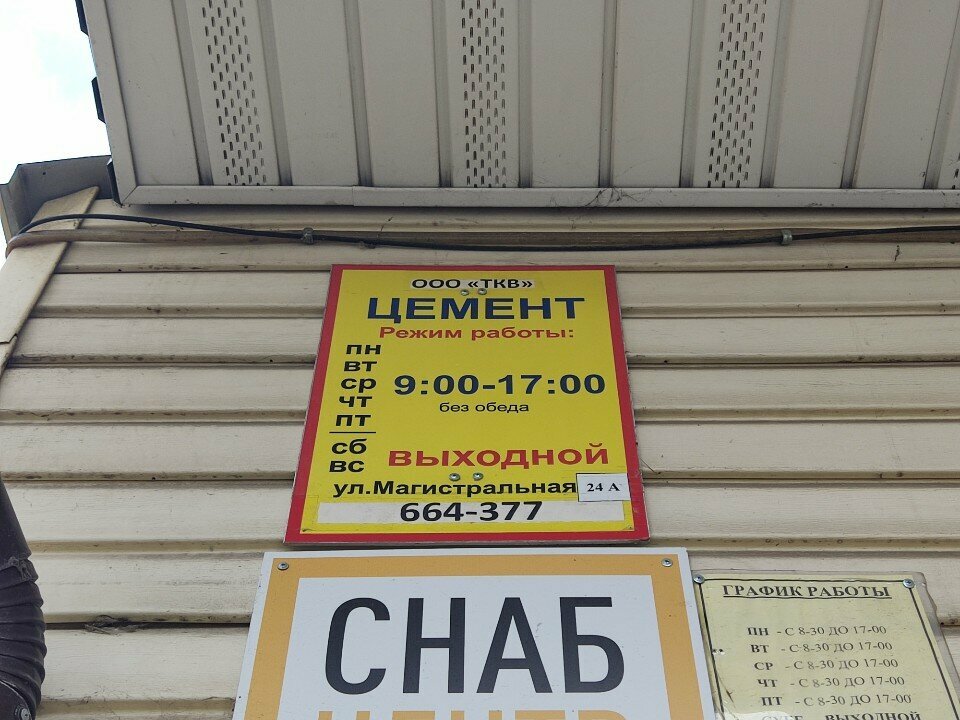 ООО «ТКВ»
ЦЕМЕНТ
Режим работы:
пн
вт
ср
чт
пт
9:00-17:00
без обеда
сб
вс
выходной
ул.Магистральная 24 А
664-377
СНАБ
ЦЕНТР
ГРАФИК РАБОТЫ
ПН - С 8-30 ДО 17-00
ВТ - С 8-30 ДО 17-00
СР - С 8-30 ДО 17-00
ЧТ - С 8-30 ДО 17-00
ПТ - С 8-30 ДО 17-00
ВЫХОДНОЙ